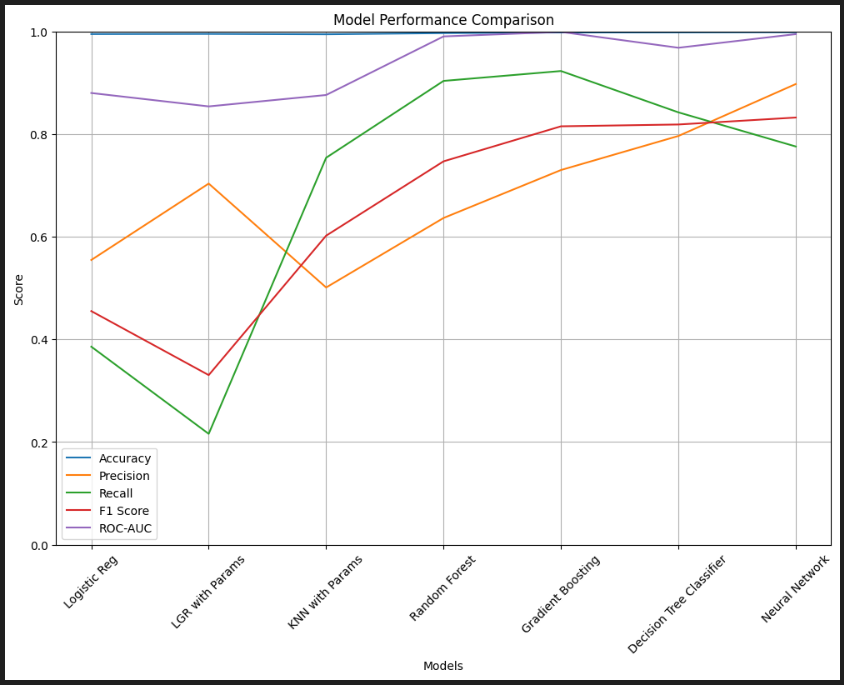 Model Performance Comparison
1.0
0.8
0.6
0.4
0.2
0.0
Score
Accuracy
Precision
Recall
F1 Score
ROC-AUC
Logistic Reg
LGR with Params
KNN with Params
Random Forest
Gradient Boosting
Decision Tree Classifier
Neural Network
Models